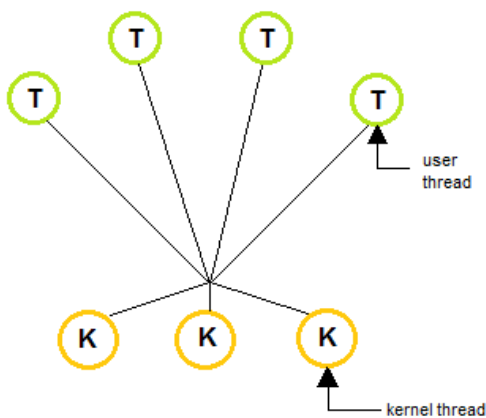 T T
T T
user
thread
K K K
kernel thread